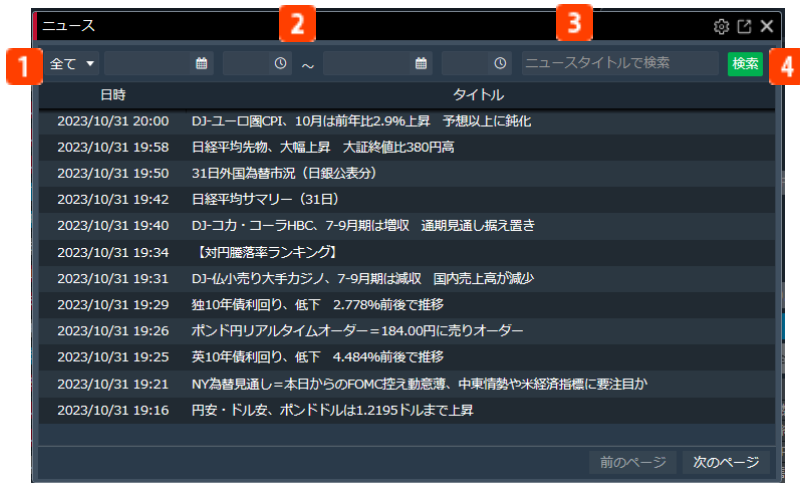 ニュース
2
3
1
全て
～
ニュースタイトルで検索
検索
4
日時 タイトル
2023/10/31 20:00 DJ-ユーロ圏CPI、10月は前年比2.9%上昇　予想以上に鈍化
2023/10/31 19:58 日経平均先物、大幅上昇　大証終値比380円高
2023/10/31 19:50 31日外国為替市況（日銀公表分）
2023/10/31 19:42 日経平均サマリー（31日）
2023/10/31 19:40 DJ-コカ・コーラHBC、7-9月期は増収　通期見通し据え置き
2023/10/31 19:34 【対円騰落率ランキング】
2023/10/31 19:31 DJ-仏小売り大手カジノ、7-9月期は減収　国内売上高が減少
2023/10/31 19:29 独10年債利回り、低下　2.778%前後で推移
2023/10/31 19:26 ポンド円リアルタイムオーダー＝184.00円に売りオーダー
2023/10/31 19:25 英10年債利回り、低下　4.484%前後で推移
2023/10/31 19:21 NY為替見通し＝本日からのFOMC控え動意薄、中東情勢や米経済指標に要注目か
2023/10/31 19:16 円安・ドル安、ポンドドルは1.2195ドルまで上昇
前のページ 次のページ